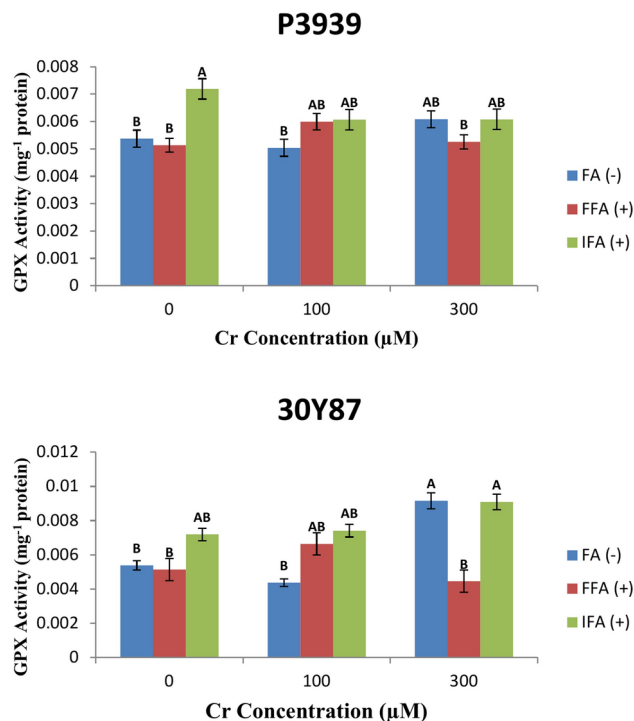 P3939
0.008
0.007
0.006
0.005
0.004
0.003
0.002
0.001
0
GPX Activity (mg-1 protein)
B B A
B AB AB
AB B AB
0 100 300
Cr Concentration (µM)
FA (-)
FFA (+)
IFA (+)
30Y87
0.012
0.01
0.008
0.006
0.004
0.002
0
GPX Activity (mg-1 protein)
B B AB
B AB AB
A B A
0 100 300
Cr Concentration (µM)
FA (-)
FFA (+)
IFA (+)